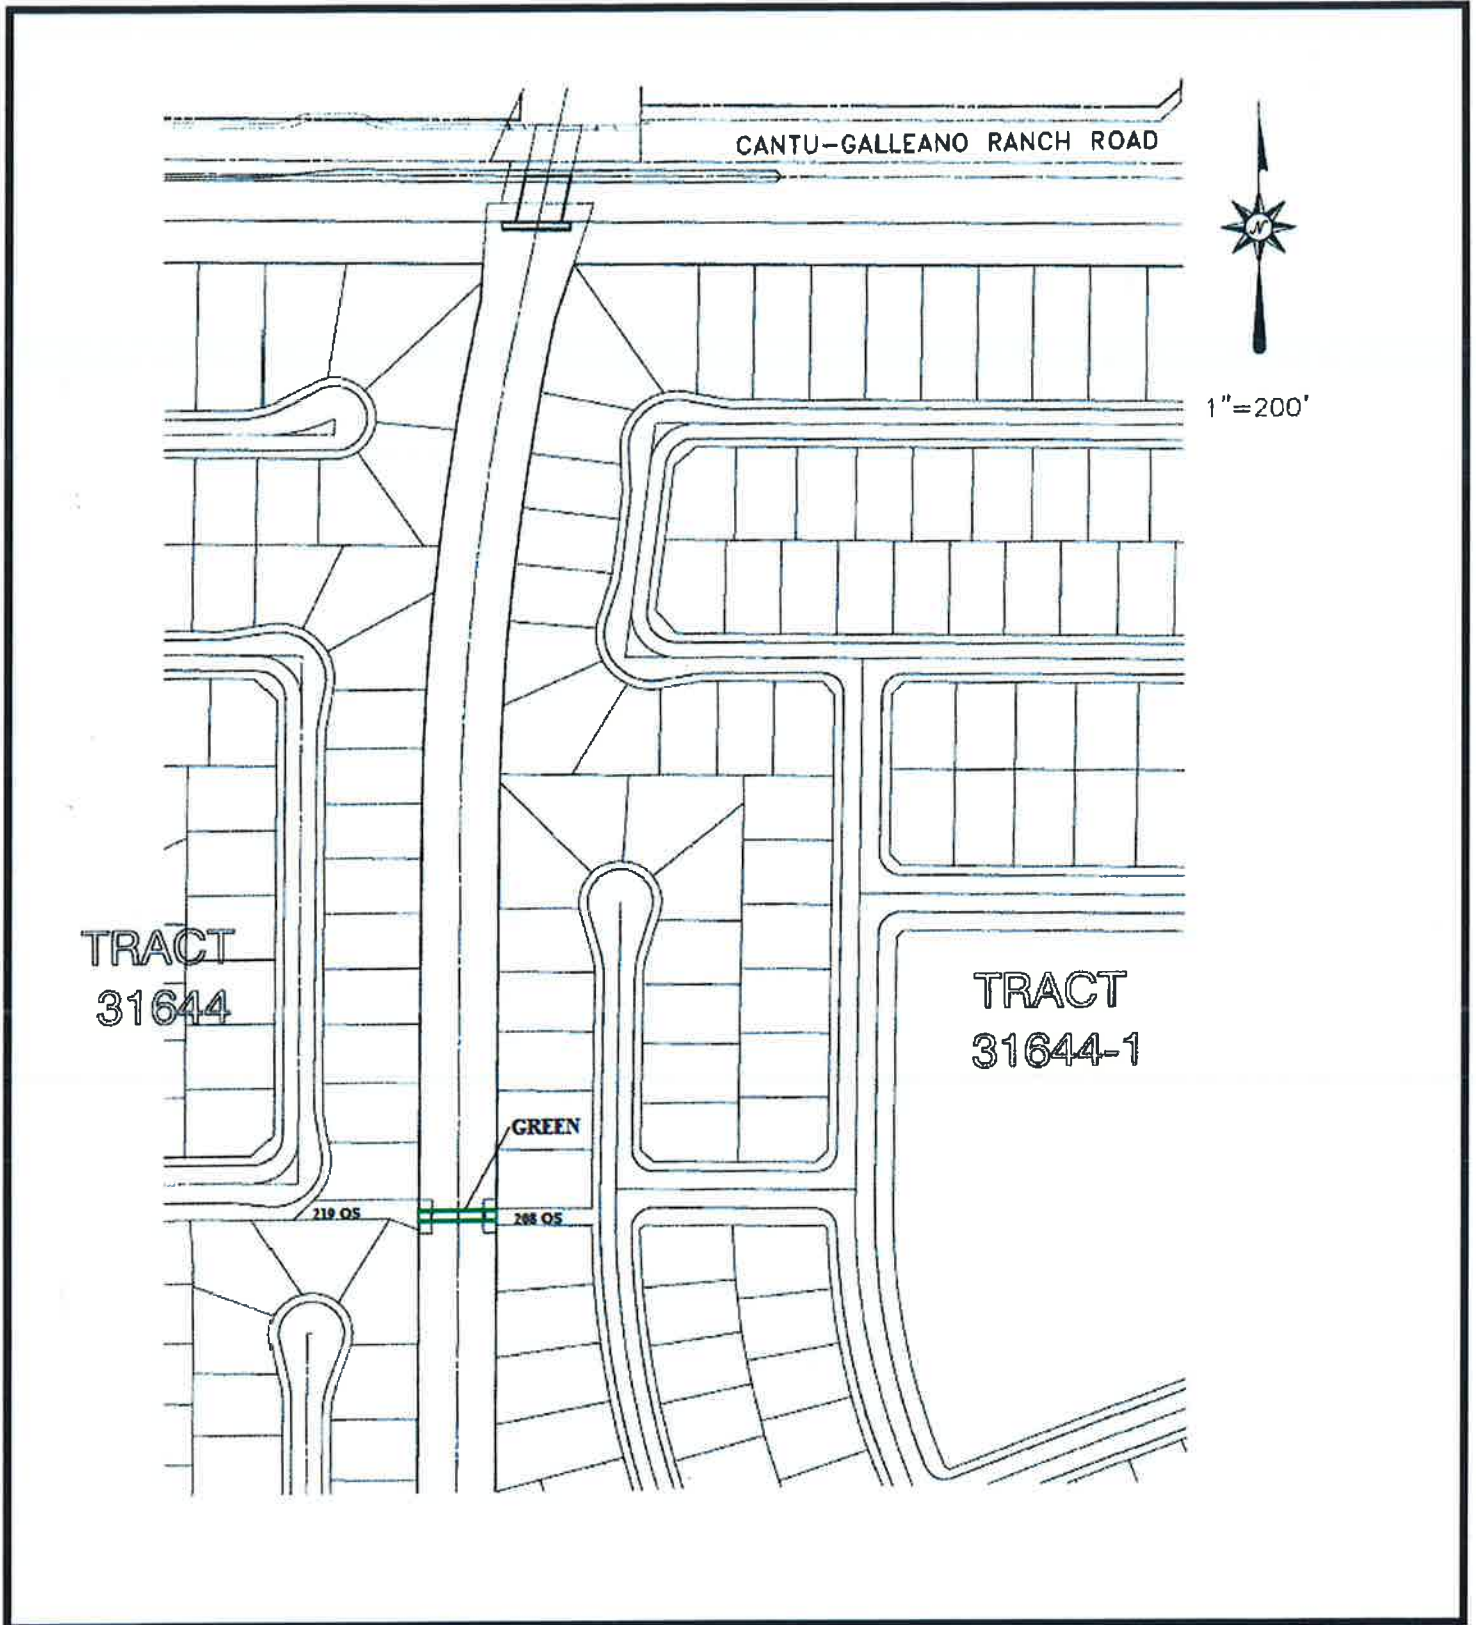 CANTU-GALLEANO RANCH ROAD
N
1"=200'
TRACT
31644
TRACT
31644-1
GREEN
219 OS
208 OS